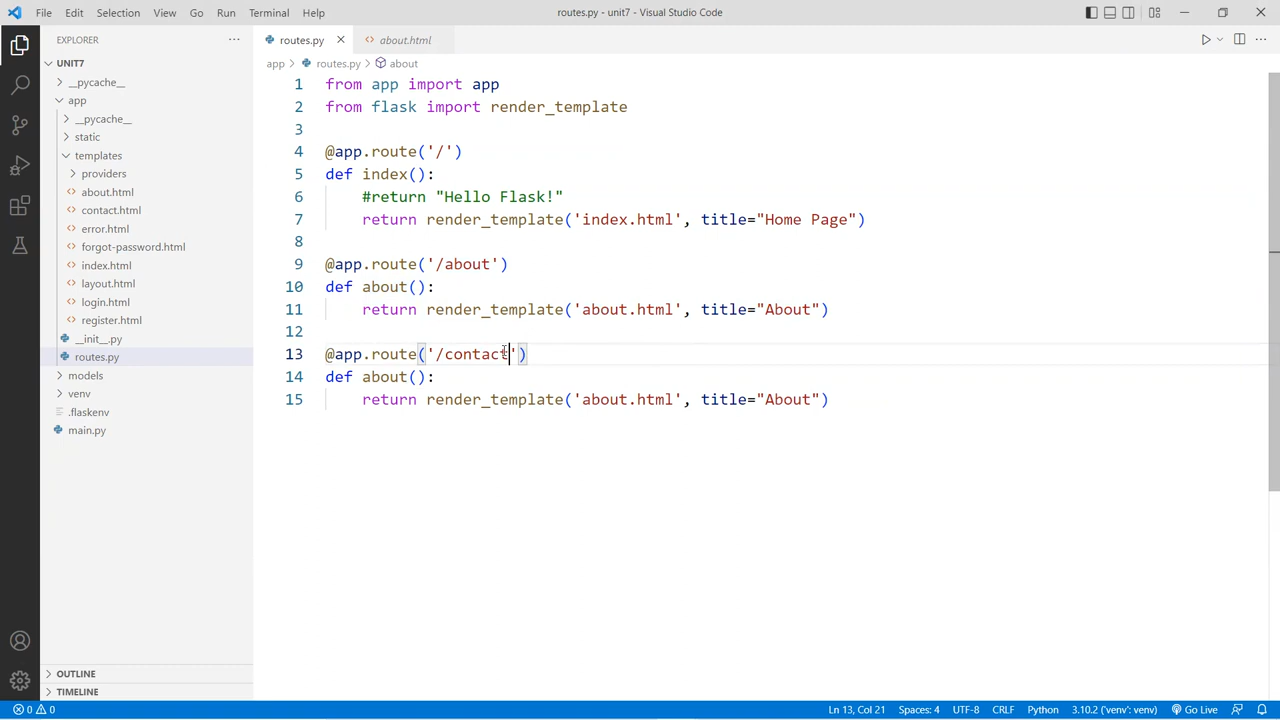 File Edit Selection View Go Run Terminal Help
routes.py - unit7 - Visual Studio Code
EXPLORER
UNIT7
__pycache__
app
__pycache__
static
templates
providers
about.html
contact.html
error.html
forgot-password.html
index.html
layout.html
login.html
register.html
__init__.py
routes.py
models
venv
.flaskenv
main.py
OUTLINE
TIMELINE
routes.py about.html
app > routes.py > about
1 from app import app
2 from flask import render_template
3
4 @app.route('/')
5 def index():
6 #return "Hello Flask!"
7 return render_template('index.html', title="Home Page")
8
9 @app.route('/about')
10 def about():
11 return render_template('about.html', title="About")
12
13 @app.route('/contact')
14 def about():
15 return render_template('about.html', title="About")
0 0 Ln 13, Col 21 Spaces: 4 UTF-8 CRLF Python 3.10.2 ('venv': venv) Go Live